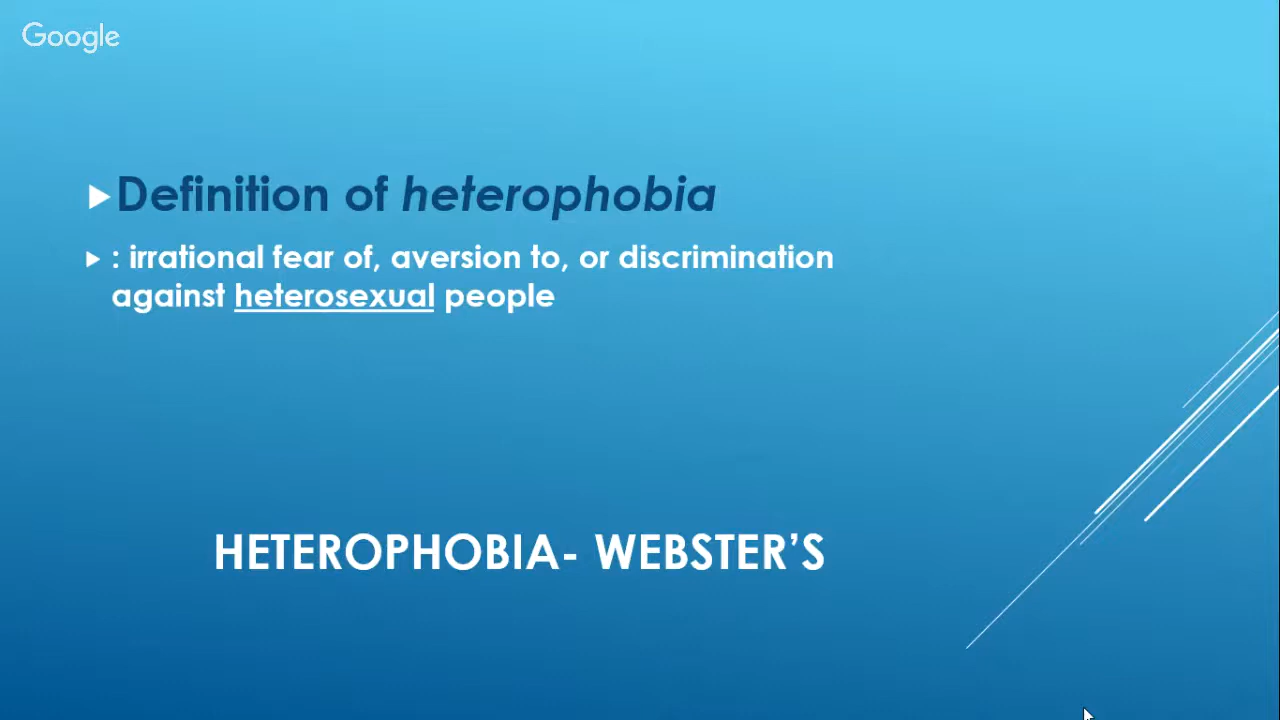 Google
Definition of heterophobia
: irrational fear of, aversion to, or discrimination
against heterosexual people
HETEROPHOBIA- WEBSTER’S